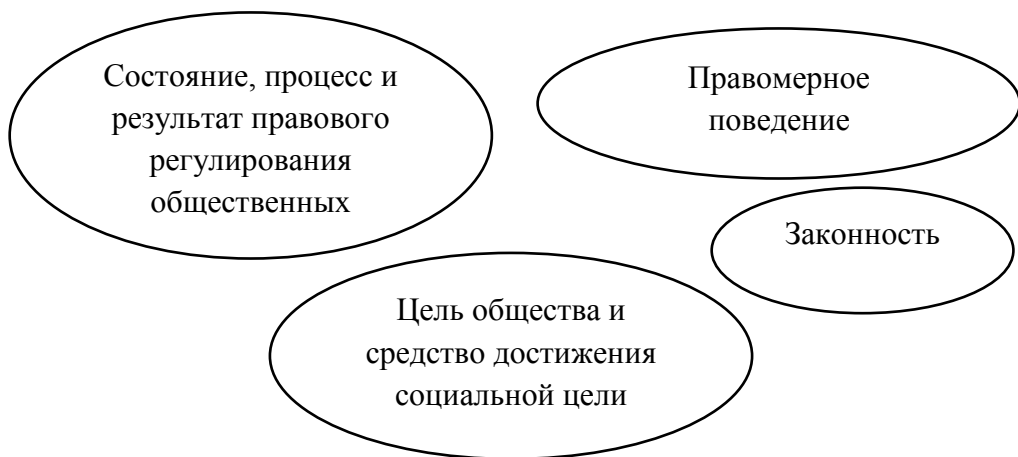 Состояние, процесс и
результат правового
регулирования
общественных
Правомерное
поведение
Законность
Цель общества и
средство достижения
социальной цели